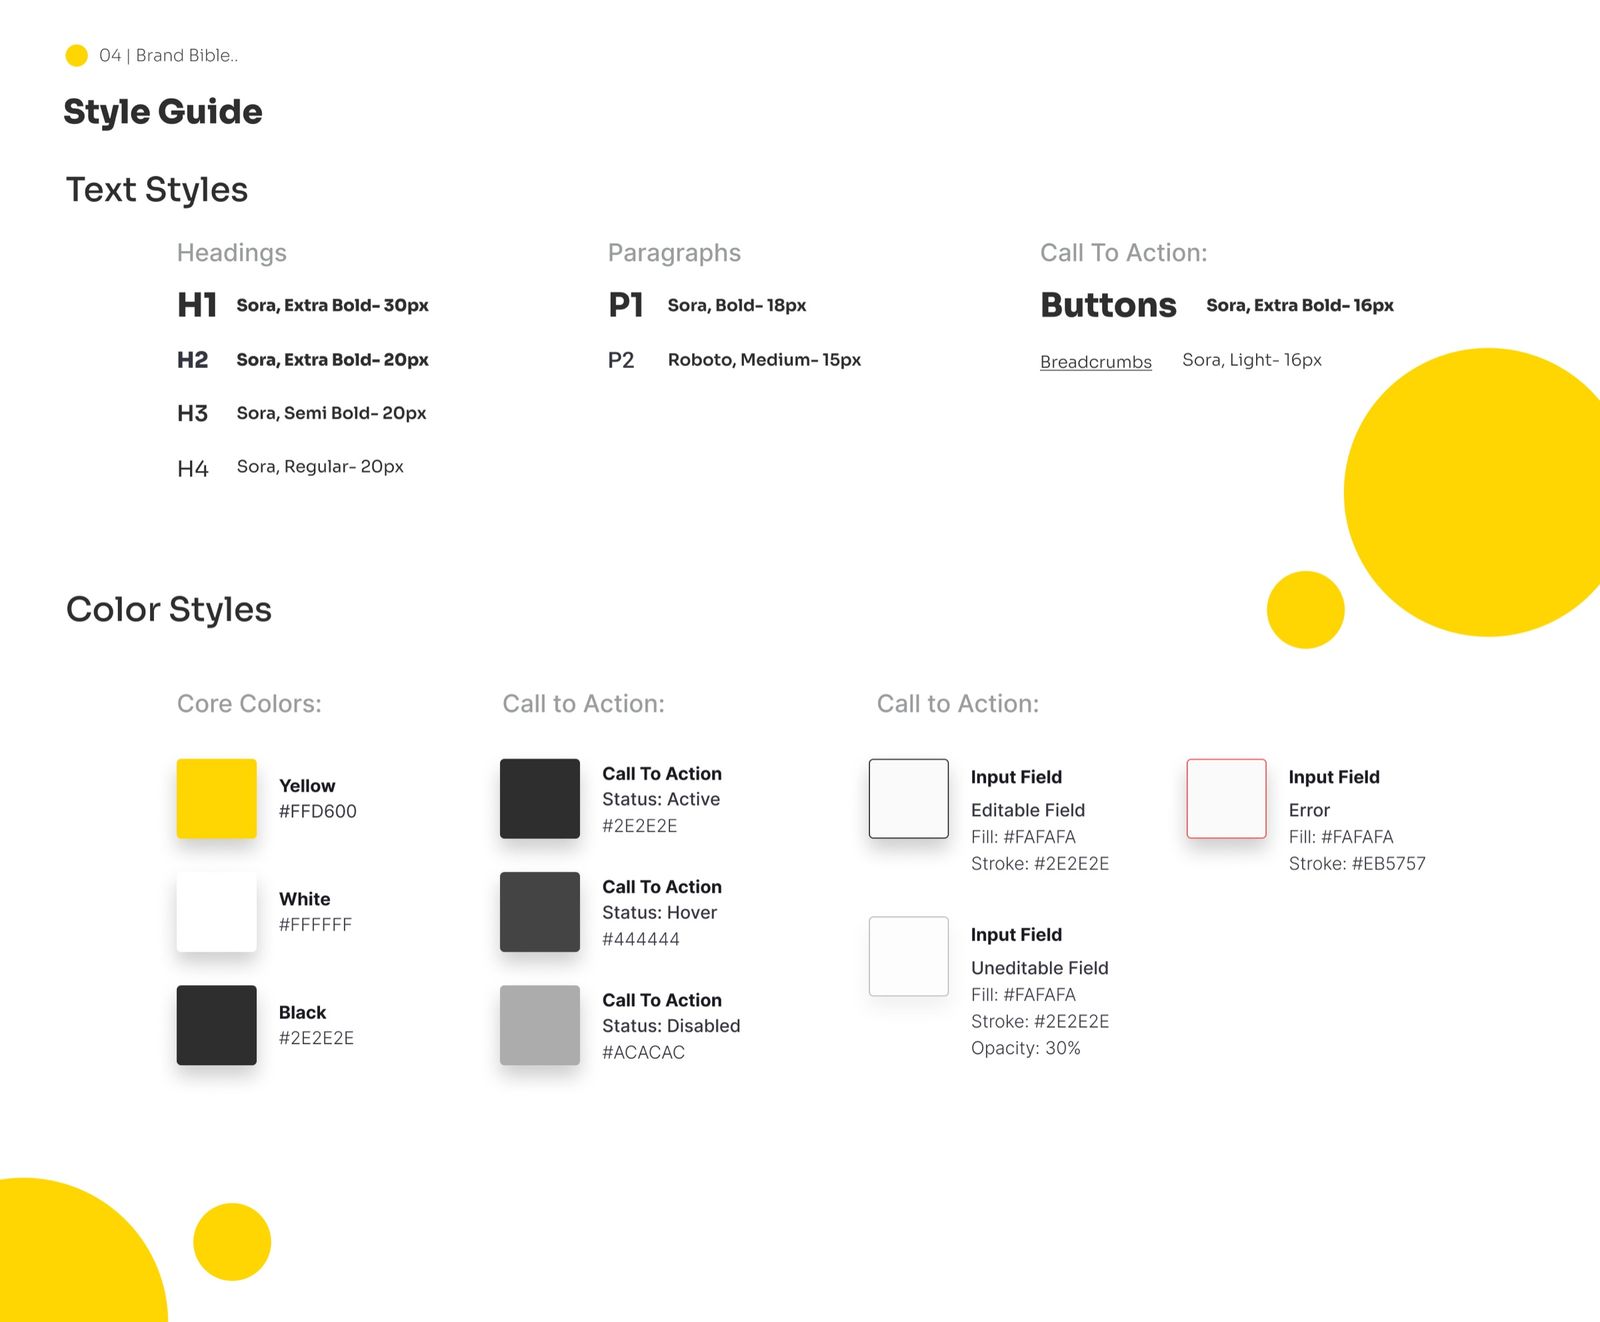 04 | Brand Bible..
Style Guide
Text Styles
Headings
H1 Sora, Extra Bold- 30px
H2 Sora, Extra Bold- 20px
H3 Sora, Semi Bold- 20px
H4 Sora, Regular- 20px
Paragraphs
P1 Sora, Bold- 18px
P2 Roboto, Medium- 15px
Call To Action:
Buttons Sora, Extra Bold- 16px
Breadcrumbs Sora, Light- 16px
Color Styles
Core Colors:
Yellow
#FFD600
White
#FFFFFF
Black
#2E2E2E
Call to Action:
Call To Action
Status: Active
#2E2E2E
Call To Action
Status: Hover
#444444
Call To Action
Status: Disabled
#ACACAC
Call to Action:
Input Field
Editable Field
Fill: #FAFAFA
Stroke: #2E2E2E
Input Field
Uneditable Field
Fill: #FAFAFA
Stroke: #2E2E2E
Opacity: 30%
Input Field
Error
Fill: #FAFAFA
Stroke: #EB5757